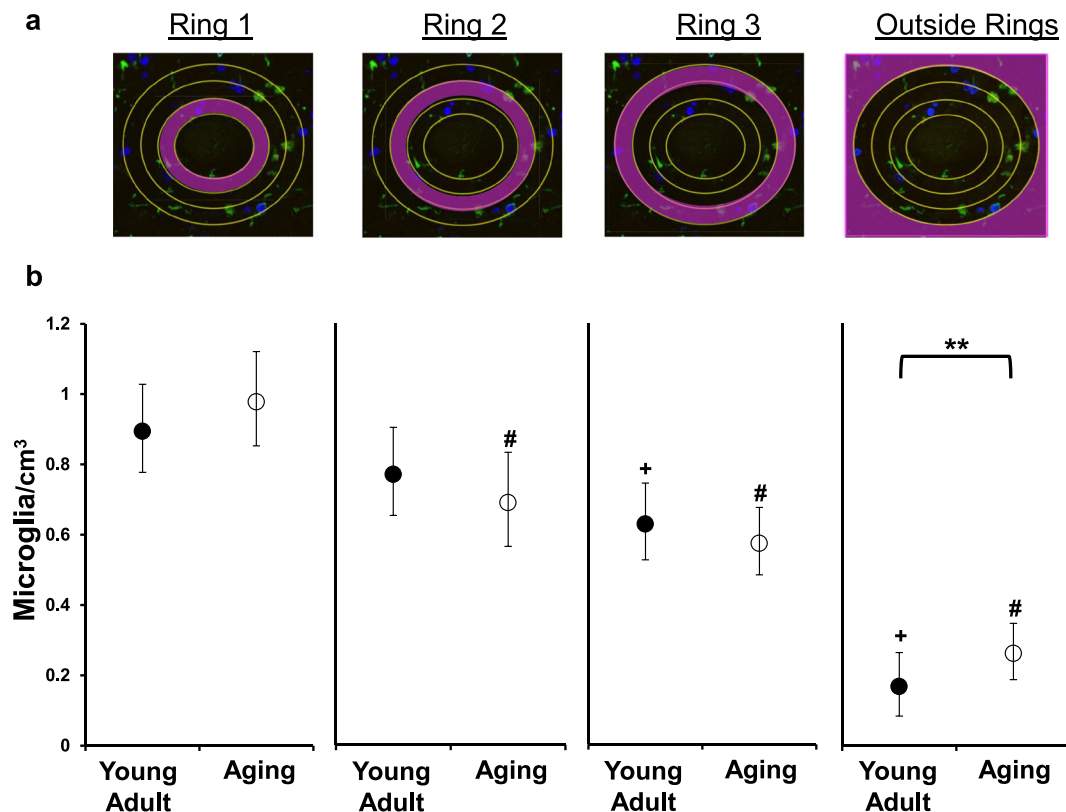 a
Ring 1 Ring 2 Ring 3 Outside Rings
b
Microglia/cm³
1.2
1
0.8
0.6
0.4
0.2
0
**
#
+ #
+ #
Young Adult Aging Young Adult Aging Young Adult Aging Young Adult Aging